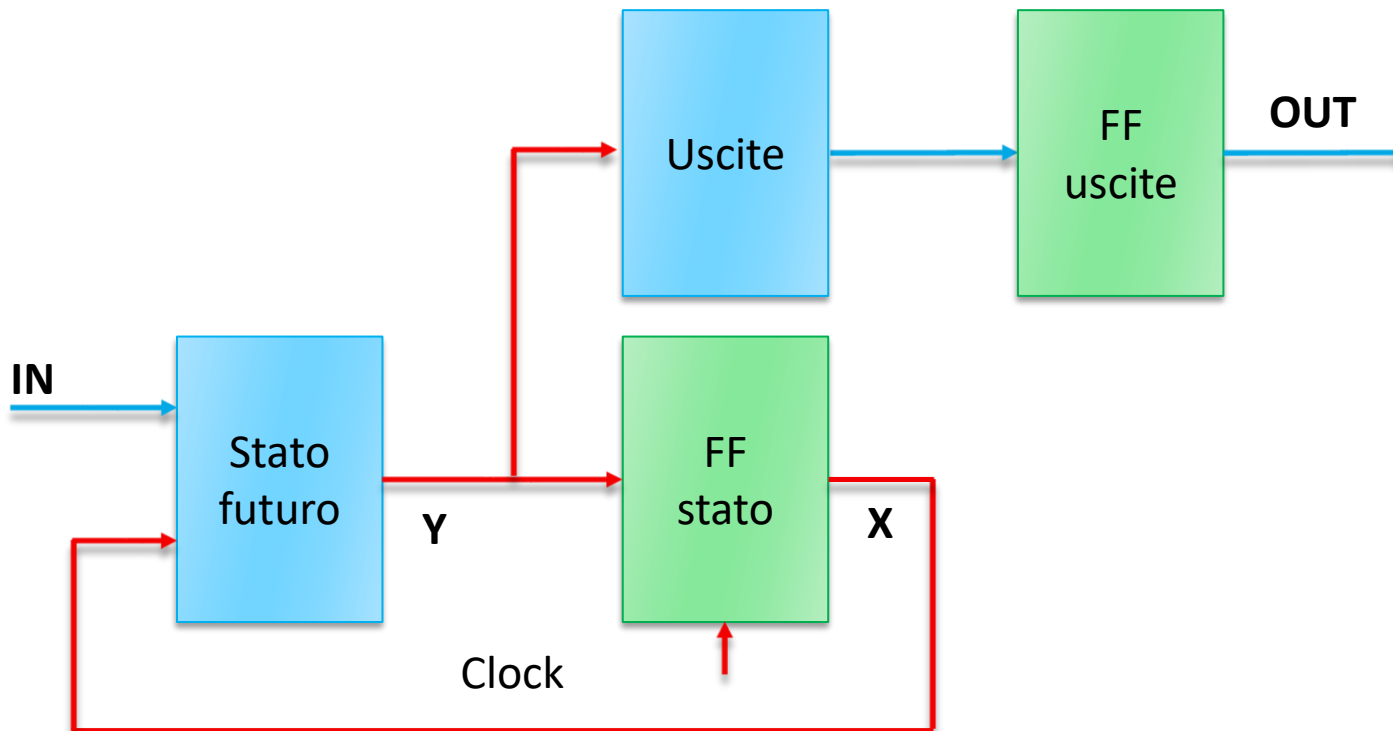 Uscite
FF
uscite
OUT
IN
Stato
futuro
Y
FF
stato
X
Clock